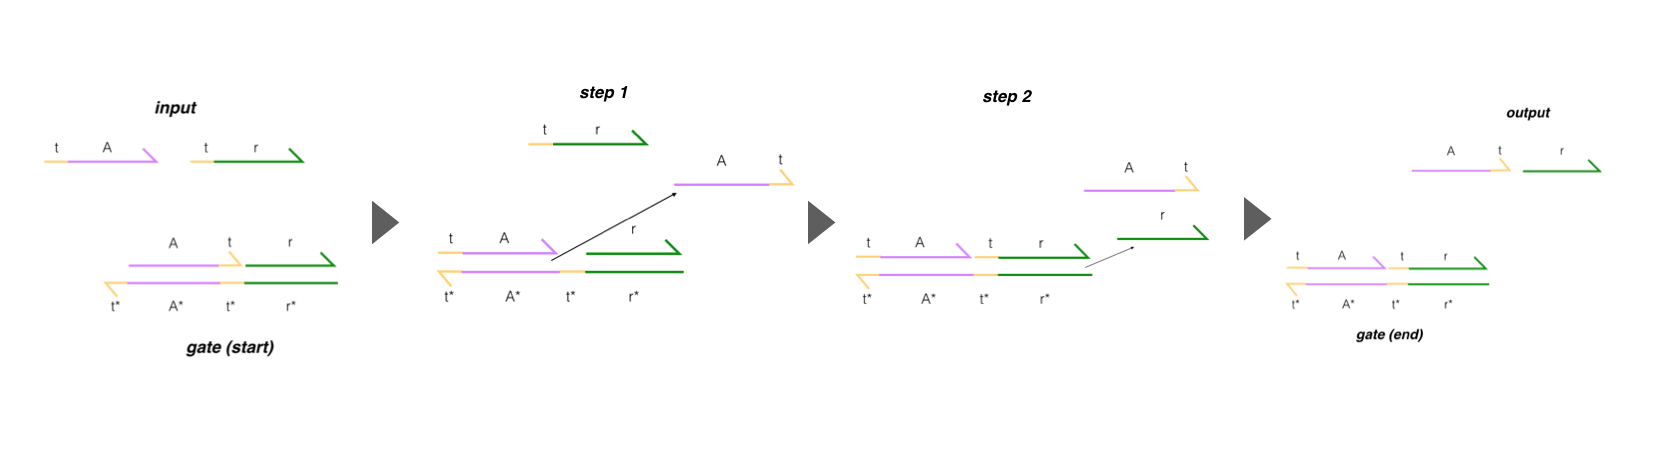 input
t A t r
A t r
t* A* t* r*
gate (start)
step 1
t r
A t
t A r
t* A* t* r*
step 2
A t
r
t A t r
t* A* t* r*
output
A t r
t A t r
t* A* t* r*
gate (end)